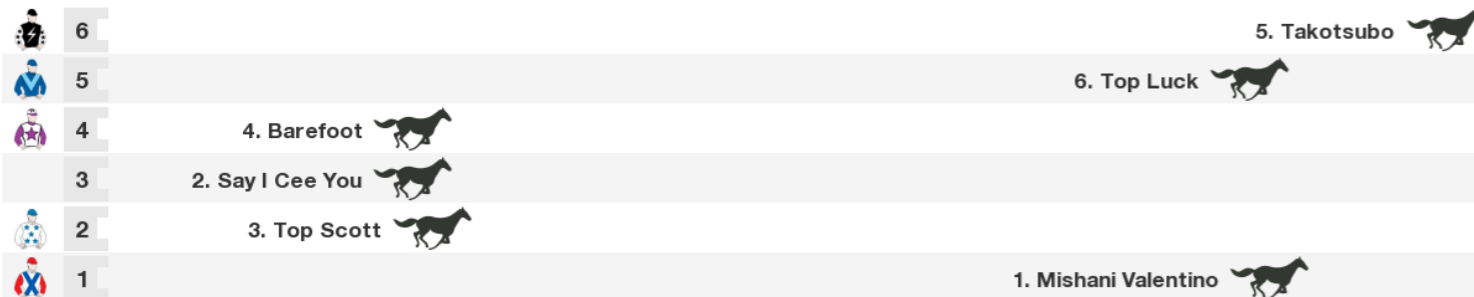 6 5. Takotsubo
5 6. Top Luck
4 4. Barefoot
3 2. Say I Cee You
2 3. Top Scott
1 1. Mishani Valentino